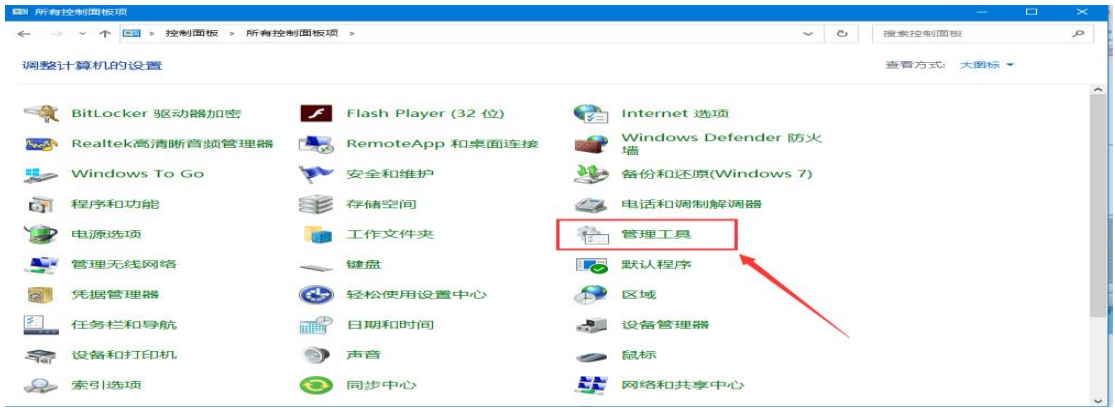 所有控制面板项
控制面板 > 所有控制面板项 >
搜索控制面板
调整计算机的设置
查看方式: 大图标
BitLocker 驱动器加密
Flash Player (32 位)
Internet 选项
Realtek高清晰音频管理器
RemoteApp 和桌面连接
Windows Defender 防火
墙
Windows To Go
安全和维护
备份和还原(Windows 7)
程序和功能
存储空间
电话和调制解调器
电源选项
工作文件夹
管理工具
管理无线网络
键盘
默认程序
凭据管理器
轻松使用设置中心
区域
任务栏和导航
日期和时间
设备管理器
设备和打印机
声音
鼠标
索引选项
同步中心
网络和共享中心